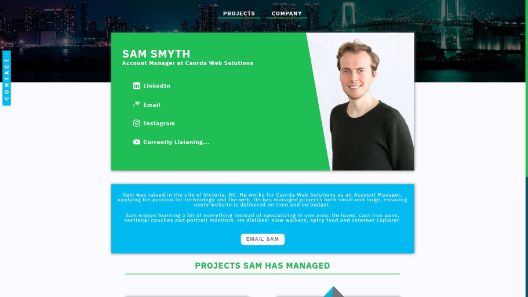 PROJECTS COMPANY
CONTACT
SAM SMYTH
Account Manager at Caorda Web Solutions
LinkedIn
Email
Instagram
Currently Listening...
Sam was raised in the city of Victoria, BC. He works for Caorda Web Solutions as an Account Manager,
applying his passion for technology and the web. He has managed projects both small and large, ensuring
every website is delivered on time and on budget.
Sam enjoys learning a bit of everything instead of specializing in one area. He loves: cast iron pans,
sectional couches and portrait monitors. He dislikes: slow walkers, spicy food and Internet Explorer.
EMAIL SAM
PROJECTS SAM HAS MANAGED